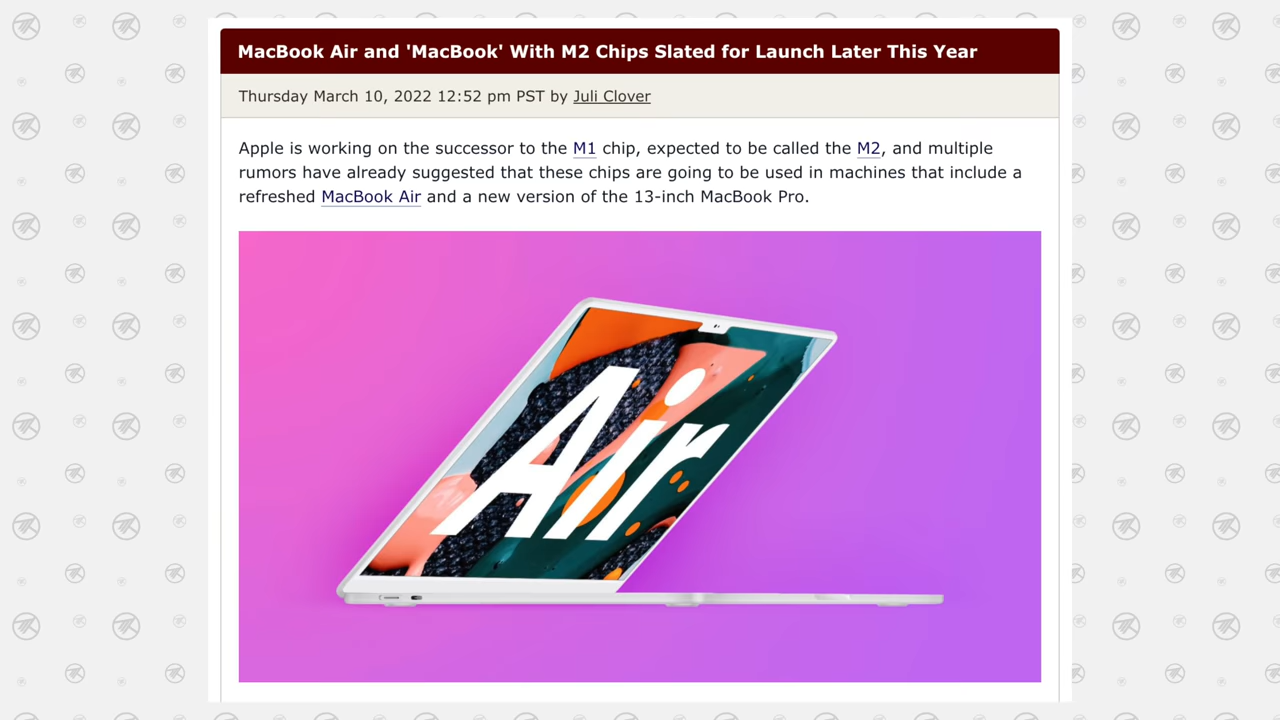 MacBook Air and 'MacBook' With M2 Chips Slated for Launch Later This Year
Thursday March 10, 2022 12:52 pm PST by Juli Clover
Apple is working on the successor to the M1 chip, expected to be called the M2, and multiple
rumors have already suggested that these chips are going to be used in machines that include a
refreshed MacBook Air and a new version of the 13-inch MacBook Pro.
Air